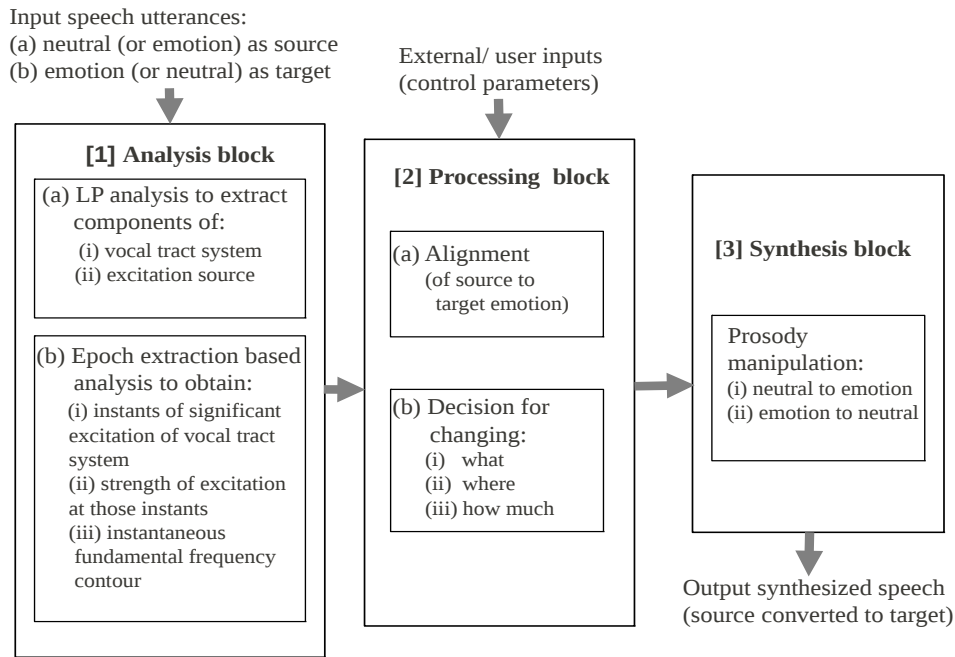 Input speech utterances:
(a) neutral (or emotion) as source
(b) emotion (or neutral) as target
[1] Analysis block
(a) LP analysis to extract
components of:
(i) vocal tract system
(ii) excitation source
(b) Epoch extraction based
analysis to obtain:
(i) instants of significant
excitation of vocal tract
system
(ii) strength of excitation
at those instants
(iii) instantaneous
fundamental frequency
contour
External/ user inputs
(control parameters)
[2] Processing block
(a) Alignment
(of source to
target emotion)
(b) Decision for
changing:
(i) what
(ii) where
(iii) how much
[3] Synthesis block
Prosody
manipulation:
(i) neutral to emotion
(ii) emotion to neutral
Output synthesized speech
(source converted to target)